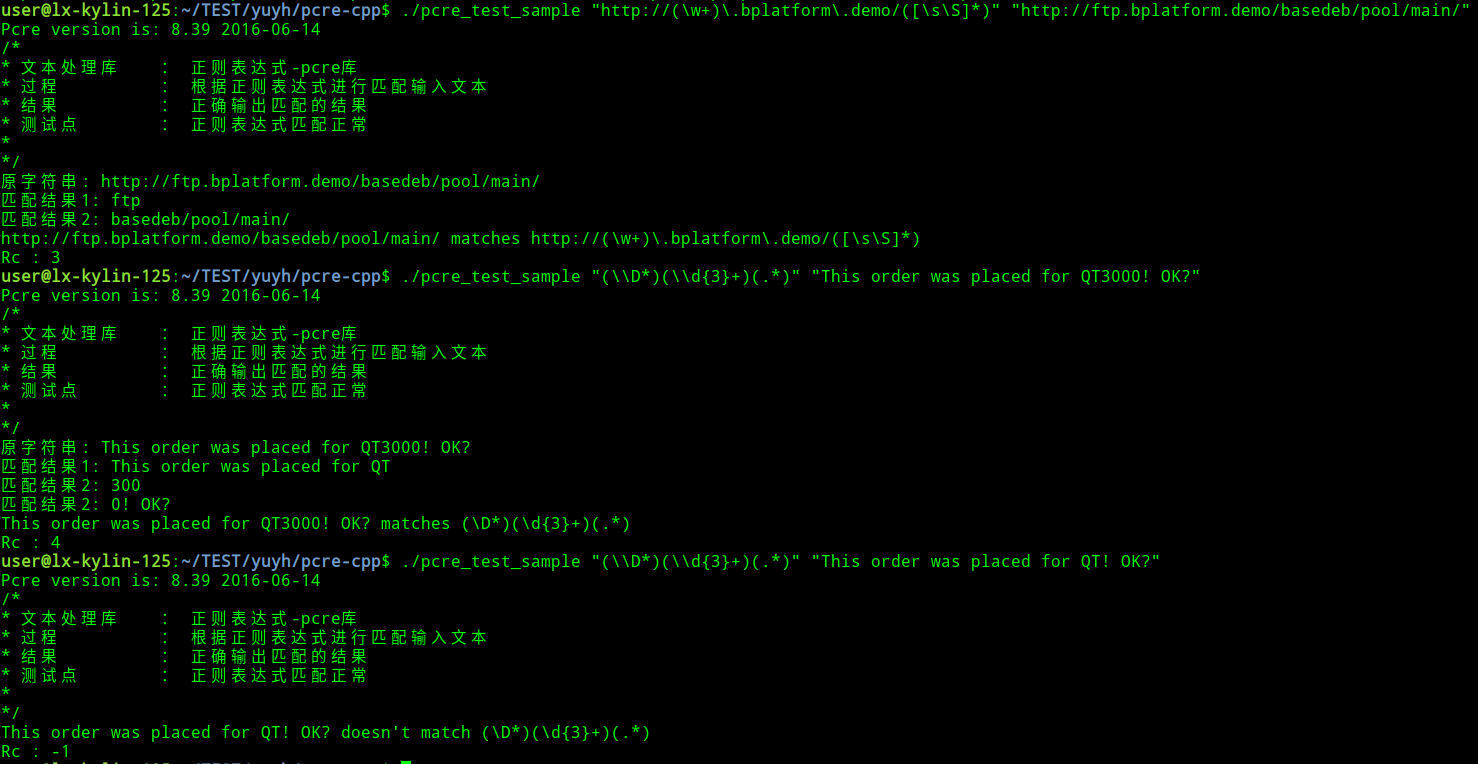 user@lx-kylin-125:~/TEST/yuyh/pcre-cpp$ ./pcre_test_sample "http://(\w+)\.bplatform\.demo/([\s\S]*)" "http://ftp.bplatform.demo/basedeb/pool/main/"
Pcre version is: 8.39 2016-06-14
/*
* 文本处理库 : 正则表达式-pcre库
* 过程 : 根据正则表达式进行匹配输入文本
* 结果 : 正确输出匹配的结果
* 测试点 : 正则表达式匹配正常
*
*/
原字符串: http://ftp.bplatform.demo/basedeb/pool/main/
匹配结果1: ftp
匹配结果2: basedeb/pool/main/
http://ftp.bplatform.demo/basedeb/pool/main/ matches http://(\w+)\.bplatform\.demo/([\s\S]*)
Rc : 3
user@lx-kylin-125:~/TEST/yuyh/pcre-cpp$ ./pcre_test_sample "(\\D*)(\\d{3}+)(.*)" "This order was placed for QT3000! OK?"
Pcre version is: 8.39 2016-06-14
/*
* 文本处理库 : 正则表达式-pcre库
* 过程 : 根据正则表达式进行匹配输入文本
* 结果 : 正确输出匹配的结果
* 测试点 : 正则表达式匹配正常
*
*/
原字符串: This order was placed for QT3000! OK?
匹配结果1: This order was placed for QT
匹配结果2: 300
匹配结果2: 0! OK?
This order was placed for QT3000! OK? matches (\D*)(\d{3}+)(.*)
Rc : 4
user@lx-kylin-125:~/TEST/yuyh/pcre-cpp$ ./pcre_test_sample "(\\D*)(\\d{3}+)(.*)" "This order was placed for QT! OK?"
Pcre version is: 8.39 2016-06-14
/*
* 文本处理库 : 正则表达式-pcre库
* 过程 : 根据正则表达式进行匹配输入文本
* 结果 : 正确输出匹配的结果
* 测试点 : 正则表达式匹配正常
*
*/
This order was placed for QT! OK? doesn't match (\D*)(\d{3}+)(.*)
Rc : -1